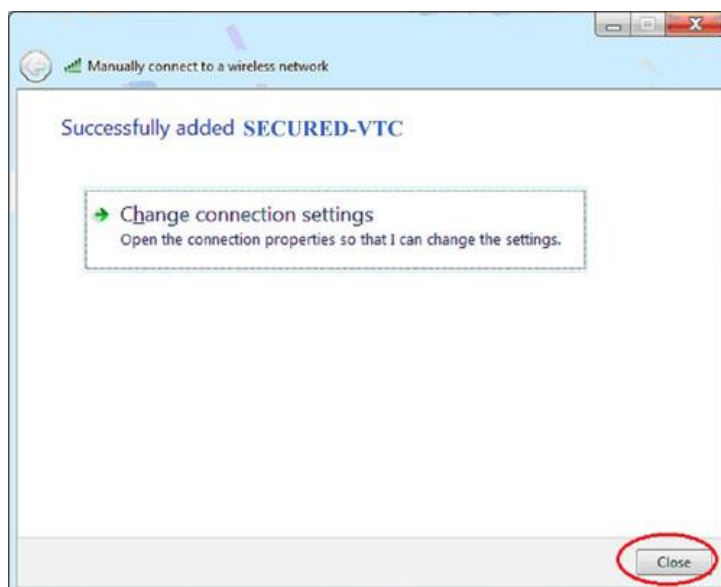 Manually connect to a wireless network
Successfully added SECURED-VTC
Change connection settings
Open the connection properties so that I can change the settings.
Close